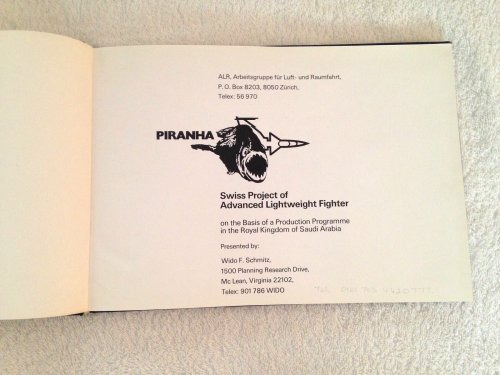 ALR, Arbeitsgruppe für Luft- und Raumfahrt,
P.O. Box 8203, 8050 Zürich,
Telex: 56 970
PIRANHA
Swiss Project of
Advanced Lightweight Fighter
on the Basis of a Production Programme
in the Royal Kingdom of Saudi Arabia
Presented by:
Wido F. Schmitz,
1500 Planning Research Drive,
Mc Lean, Virginia 22102,
Telex: 901 786 WIDO